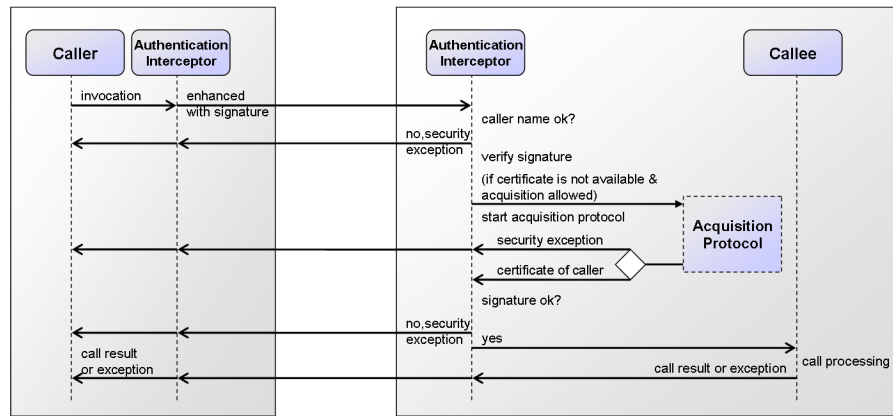 Caller
Authentication
Interceptor
Authentication
Interceptor
Callee
invocation
enhanced
with signature
caller name ok?
no,security
exception
verify signature
(if certificate is not available &
acquisition allowed)
start acquisition protocol
Acquisition
Protocol
security exception
certificate of caller
signature ok?
no,security
exception
yes
call result
or exception
call processing
call result or exception